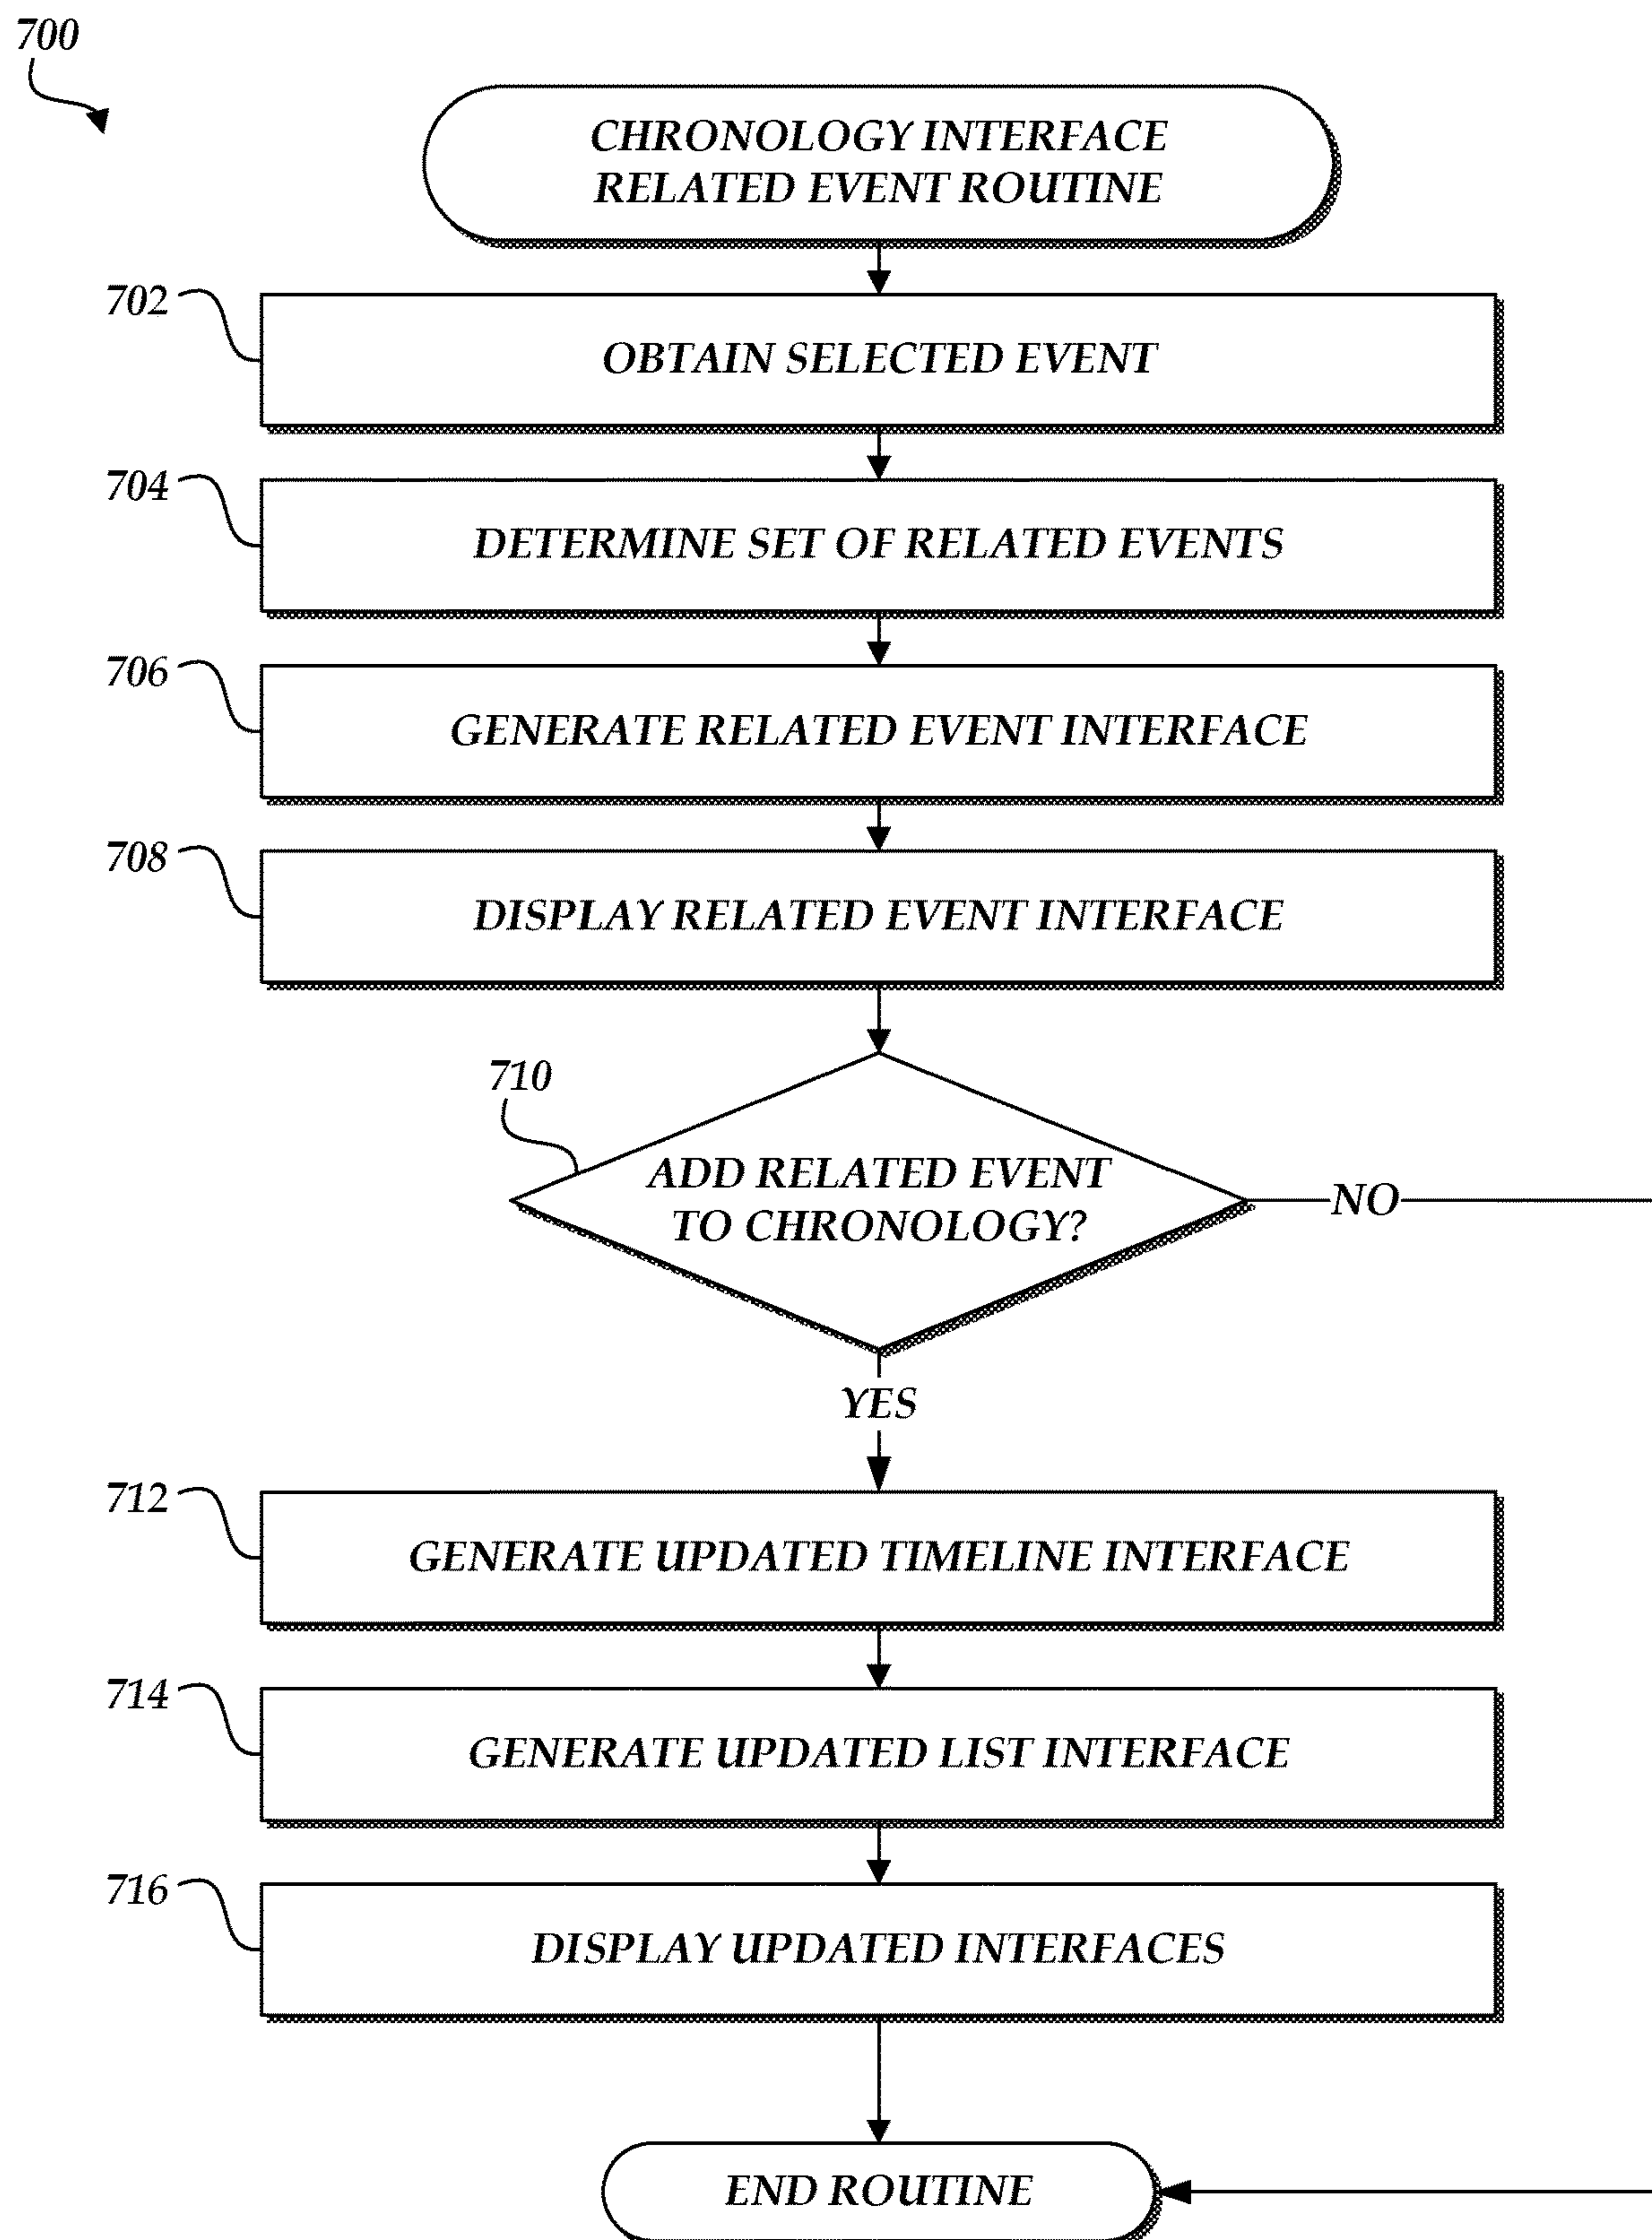 700
CHRONOLOGY INTERFACE
RELATED EVENT ROUTINE
702
OBTAIN SELECTED EVENT
704
DETERMINE SET OF RELATED EVENTS
706
GENERATE RELATED EVENT INTERFACE
708
DISPLAY RELATED EVENT INTERFACE
710
ADD RELATED EVENT
TO CHRONOLOGY?
NO
YES
712
GENERATE UPDATED TIMELINE INTERFACE
714
GENERATE UPDATED LIST INTERFACE
716
DISPLAY UPDATED INTERFACES
END ROUTINE